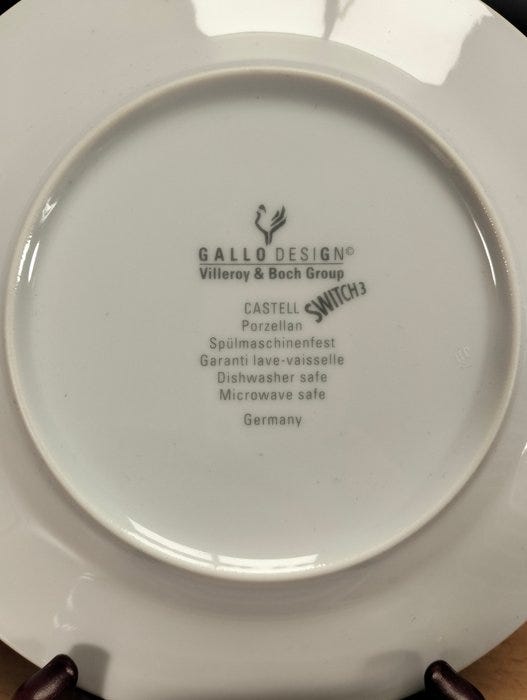 GALLO DESIGN©
Villeroy & Boch Group
CASTELL
SWITCH3
Porzellan
Spülmaschinenfest
Garanti lave-vaisselle
Dishwasher safe
Microwave safe
Germany